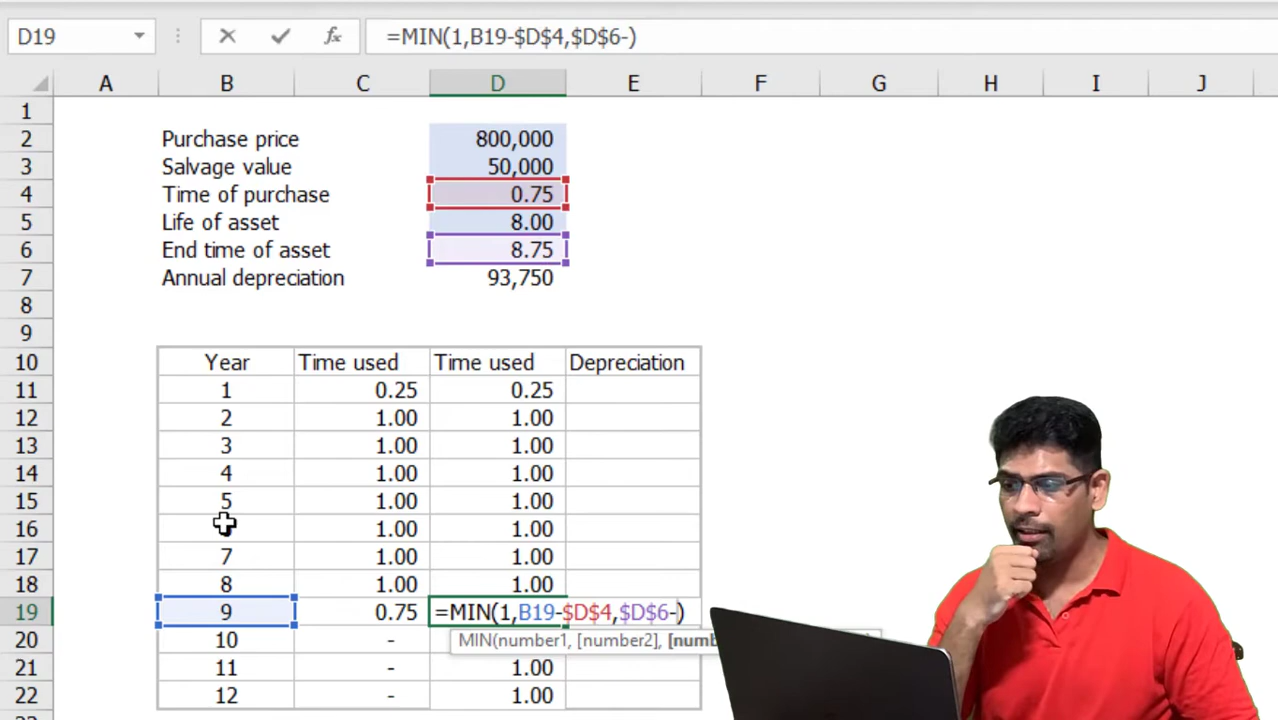 D19 fx =MIN(1,B19-$D$4,$D$6-)
A B C D E F G H I J
1
2 Purchase price 800,000
3 Salvage value 50,000
4 Time of purchase 0.75
5 Life of asset 8.00
6 End time of asset 8.75
7 Annual depreciation 93,750
8
9
10 Year Time used Time used Depreciation
11 1 0.25 0.25
12 2 1.00 1.00
13 3 1.00 1.00
14 4 1.00 1.00
15 5 1.00 1.00
16 1.00 1.00
17 7 1.00 1.00
18 8 1.00 1.00
19 9 0.75 =MIN(1,B19-$D$4,$D$6-)
20 10 - MIN(number1, [number2],
21 11 - 1.00
22 12 - 1.00